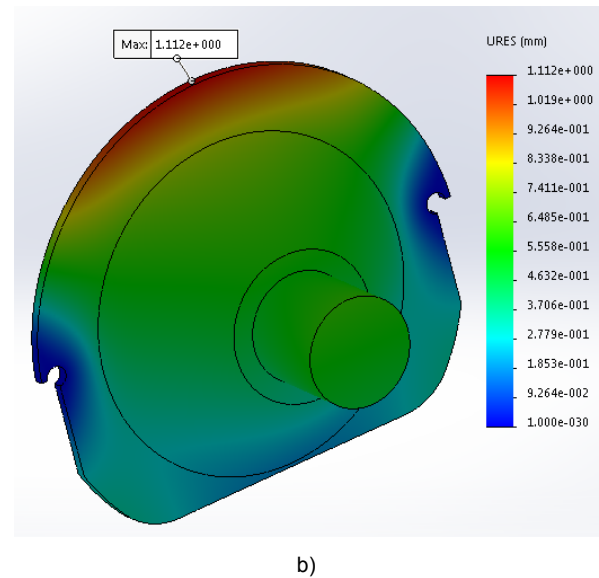 Max: 1.112e+000
URES (mm)
1.112e+000
1.019e+000
9.264e-001
8.338e-001
7.411e-001
6.485e-001
5.558e-001
4.632e-001
3.706e-001
2.779e-001
1.853e-001
9.264e-002
1.000e-030
b)